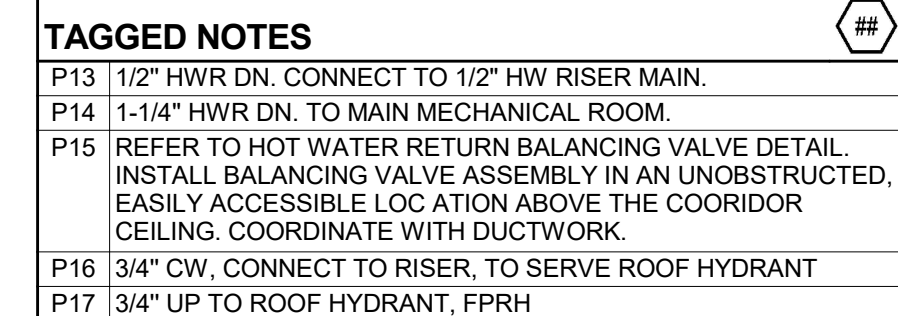 TAGGED NOTES ##
P13 1/2" HWR DN. CONNECT TO 1/2" HW RISER MAIN.
P14 1-1/4" HWR DN. TO MAIN MECHANICAL ROOM.
P15 REFER TO HOT WATER RETURN BALANCING VALVE DETAIL.
INSTALL BALANCING VALVE ASSEMBLY IN AN UNOBSTRUCTED,
EASILY ACCESSIBLE LOC ATION ABOVE THE COORIDOR
CEILING. COORDINATE WITH DUCTWORK.
P16 3/4" CW, CONNECT TO RISER, TO SERVE ROOF HYDRANT
P17 3/4" UP TO ROOF HYDRANT, FPRH